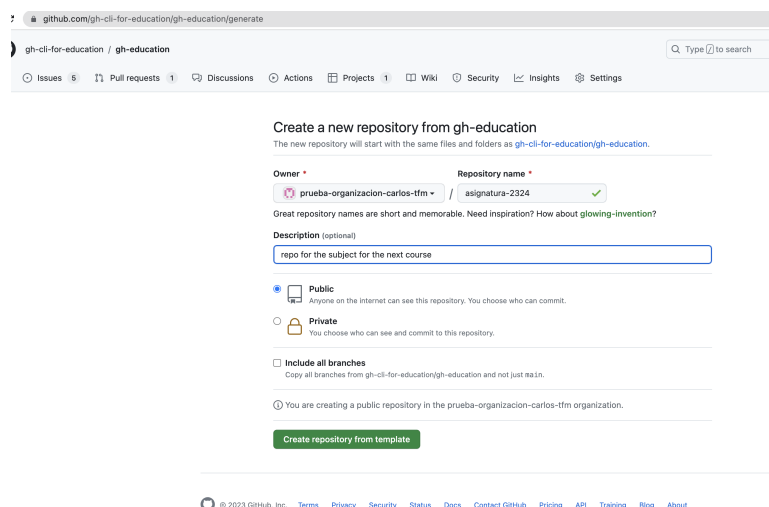 github.com/gh-cli-for-education/gh-education/generate
gh-cli-for-education / gh-education
Type / to search
Issues 5 Pull requests 1 Discussions Actions Projects 1 Wiki Security Insights Settings
Create a new repository from gh-education
The new repository will start with the same files and folders as gh-cli-for-education/gh-education.
Owner * Repository name *
prueba-organizacion-carlos-tfm / asignatura-2324
Great repository names are short and memorable. Need inspiration? How about glowing-invention?
Description (optional)
repo for the subject for the next course
Public
Anyone on the internet can see this repository. You choose who can commit.
Private
You choose who can see and commit to this repository.
Include all branches
Copy all branches from gh-cli-for-education/gh-education and not just main.
You are creating a public repository in the prueba-organizacion-carlos-tfm organization.
Create repository from template
© 2023 GitHub, Inc. Terms Privacy Security Status Docs Contact GitHub Pricing API Training Blog About